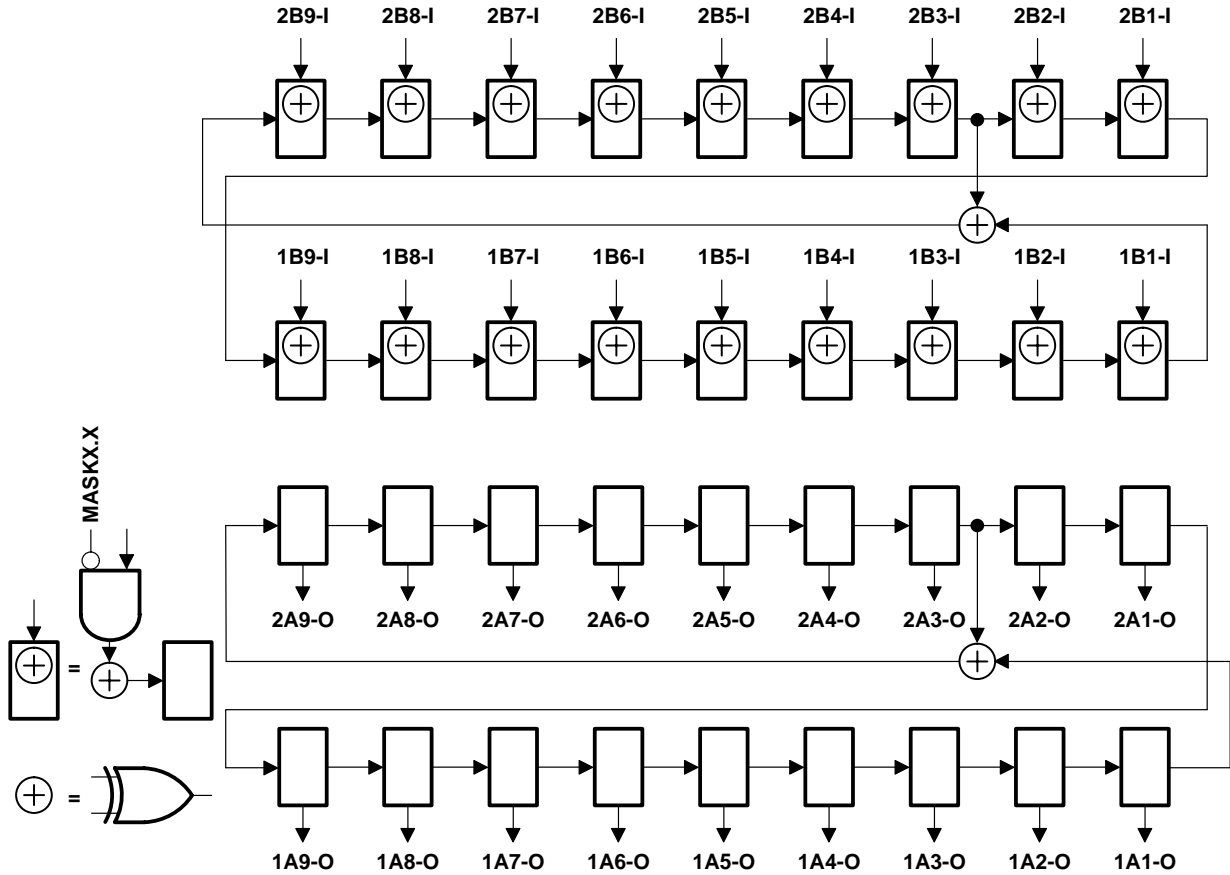 2B9-I 2B8-I 2B7-I 2B6-I 2B5-I 2B4-I 2B3-I 2B2-I 2B1-I
1B9-I 1B8-I 1B7-I 1B6-I 1B5-I 1B4-I 1B3-I 1B2-I 1B1-I
MASKX.X
2A9-O 2A8-O 2A7-O 2A6-O 2A5-O 2A4-O 2A3-O 2A2-O 2A1-O
=
=
1A9-O 1A8-O 1A7-O 1A6-O 1A5-O 1A4-O 1A3-O 1A2-O 1A1-O